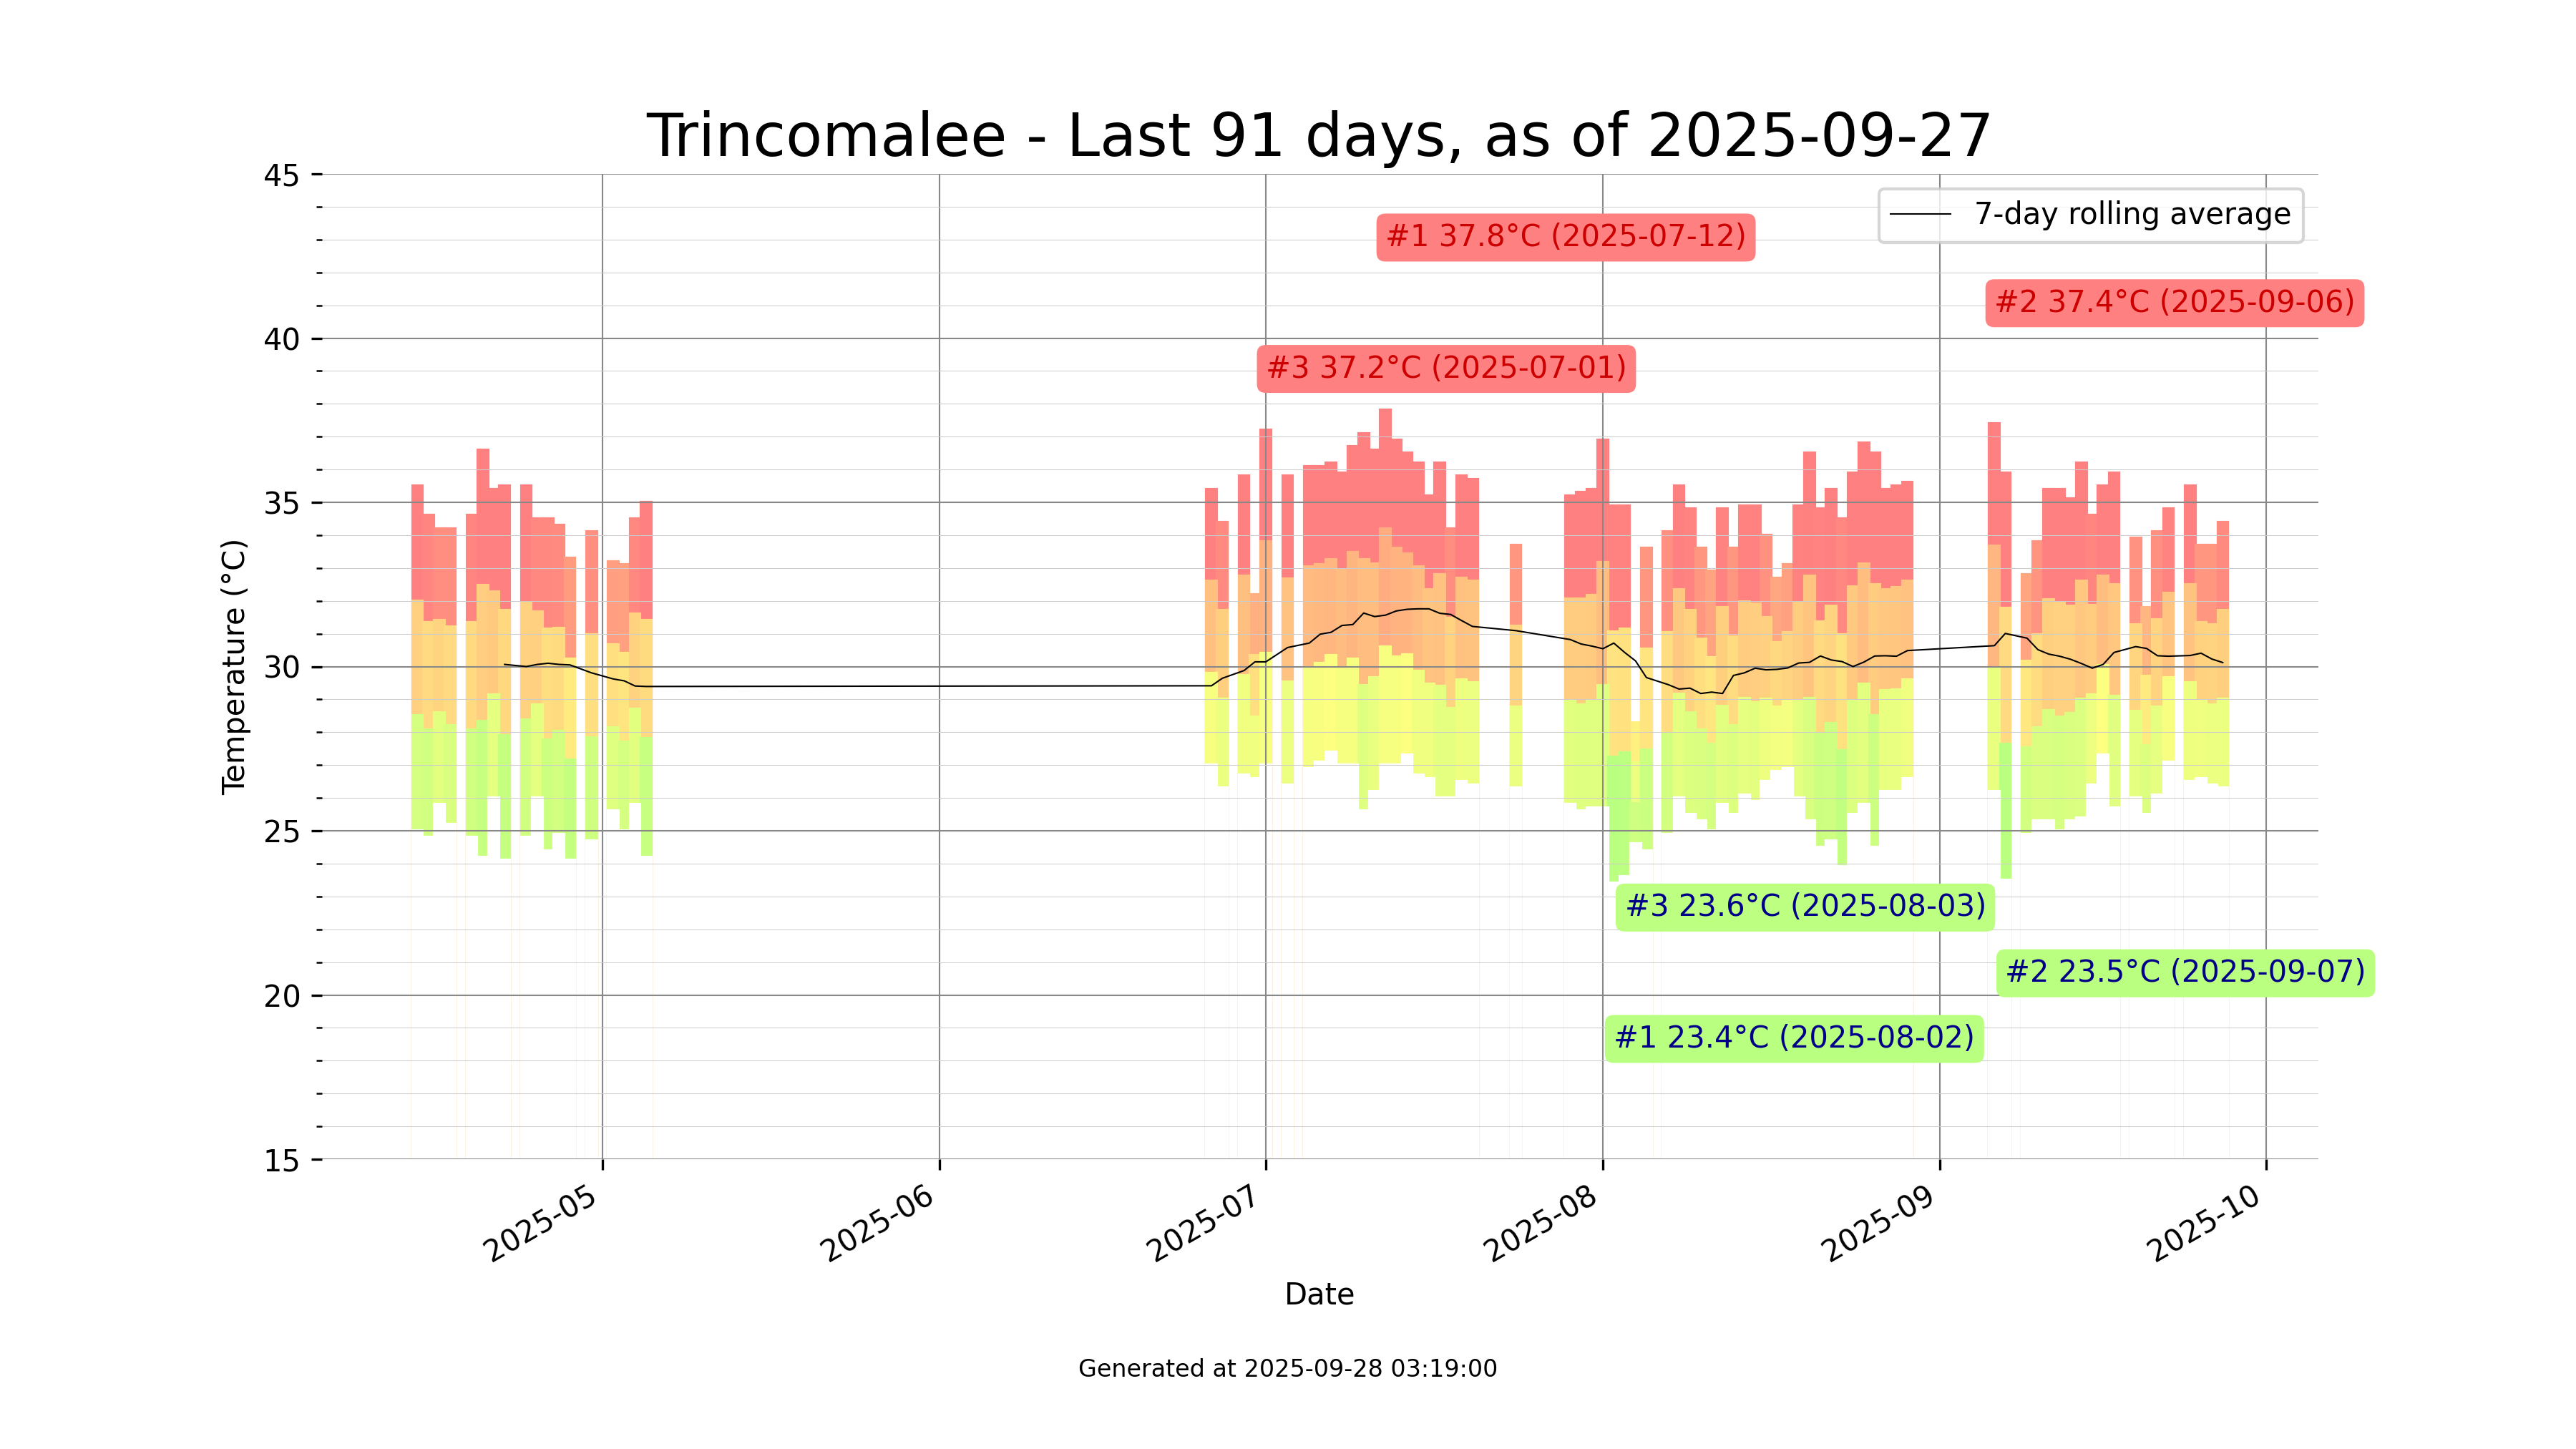 Trincomalee - Last 91 days, as of 2025-09-27
7-day rolling average
#1 37.8°C (2025-07-12)
#2 37.4°C (2025-09-06)
#3 37.2°C (2025-07-01)
#3 23.6°C (2025-08-03)
#2 23.5°C (2025-09-07)
#1 23.4°C (2025-08-02)
Temperature (°C)
45
40
35
30
25
20
15
2025-05
2025-06
2025-07
2025-08
2025-09
2025-10
Date
Generated at 2025-09-28 03:19:00